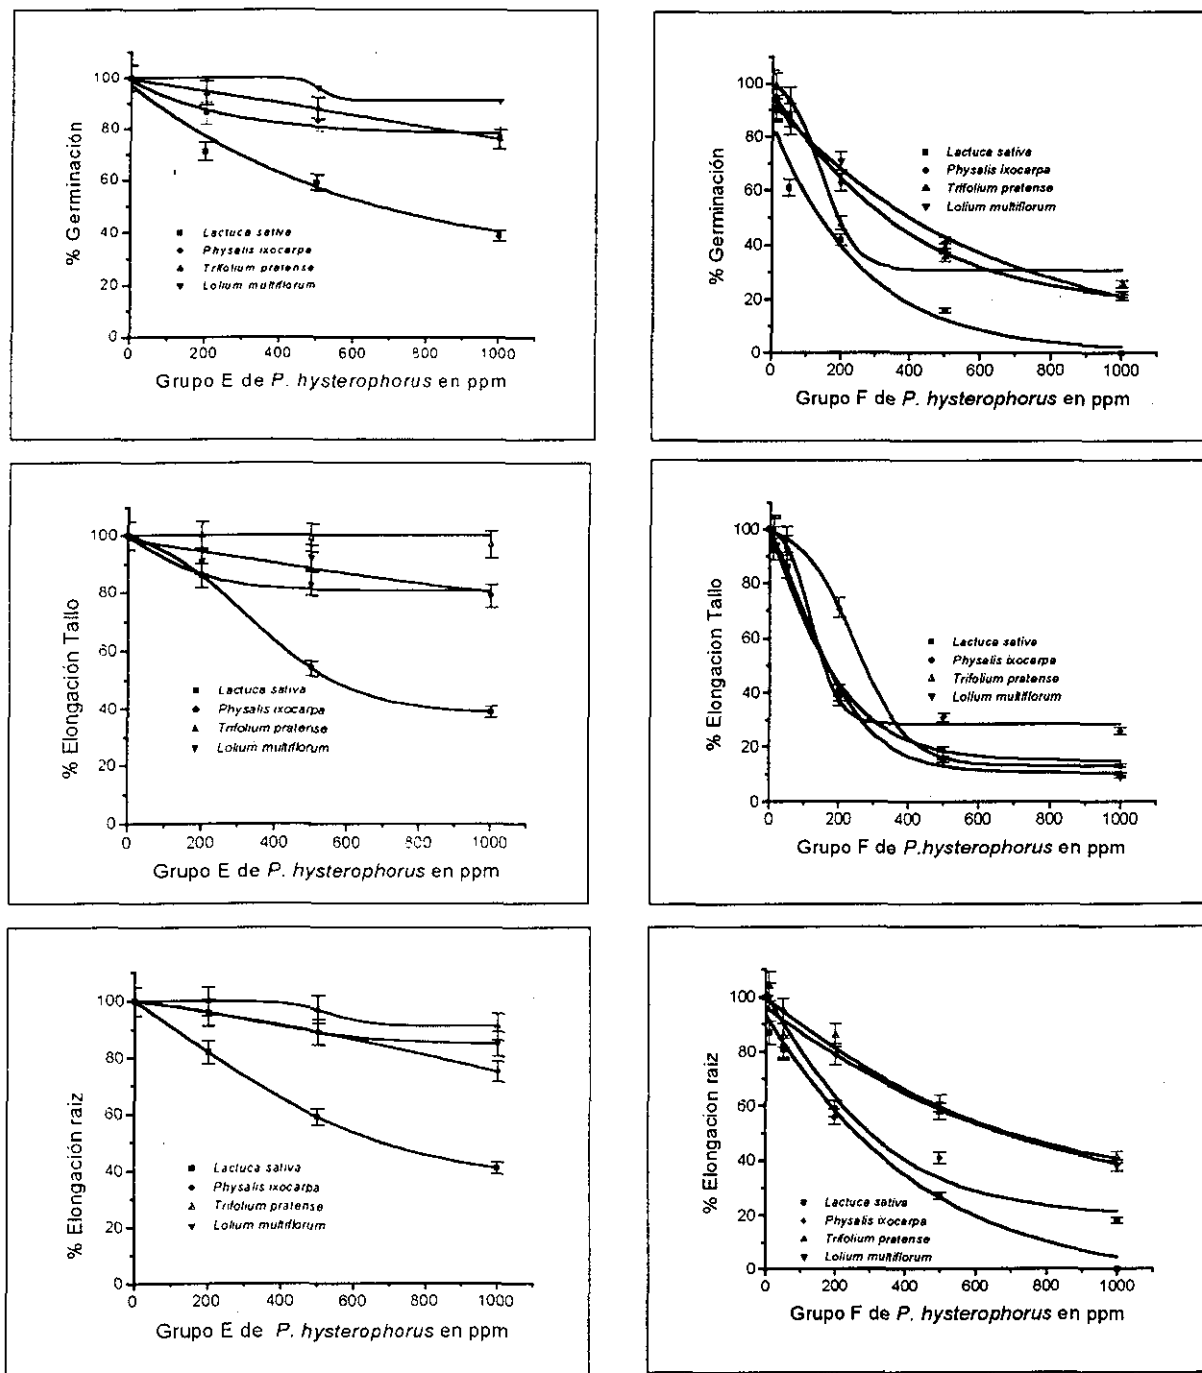 % Germinación
100
80
60
40
20
0
Lactuca sativa
Physalis ixocarpa
Trifolium pratense
Lolium multiflorum
0 200 400 600 800 1000
Grupo E de P. hysterophorus en ppm
% Germinación
100
90
80
70
60
50
40
30
20
10
0
Lactuca sativa
Physalis ixocarpa
Trifolium pratense
Lolium multiflorum
0 200 400 600 800 1000
Grupo F de P. hysterophorus en ppm
% Elongación Tallo
100
80
60
40
20
0
Lactuca sativa
Physalis ixocarpa
Trifolium pratense
Lolium multiflorum
0 200 400 600 800 1000
Grupo E de P. hysterophorus en ppm
% Elongación Tallo
100
80
60
40
20
0
Lactuca sativa
Physalis ixocarpa
Trifolium pratense
Lolium multiflorum
0 200 400 600 800 1000
Grupo F de P.hysterophorus en ppm
% Elongación raiz
100
80
60
40
20
0
Lactuca sativa
Physalis ixocarpa
Trifolium pratense
Lolium multiflorum
0 200 400 600 800 1000
Grupo E de P. hysterophorus en ppm
% Elongacion raiz
100
80
60
40
20
0
Lactuca sativa
Physalis ixocarpa
Trifolium pratense
Lolium multiflorum
0 200 400 600 800 1000
Grupo F de P. hysterophorus en ppm